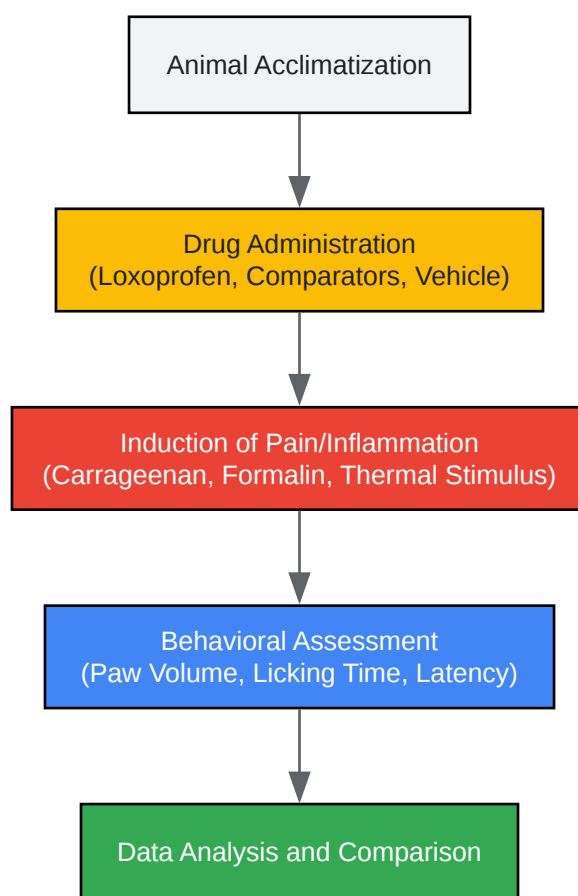 Animal Acclimatization
Drug Administration
(Loxoprofen, Comparators, Vehicle)
Induction of Pain/Inflammation
(Carrageenan, Formalin, Thermal Stimulus)
Behavioral Assessment
(Paw Volume, Licking Time, Latency)
Data Analysis and Comparison